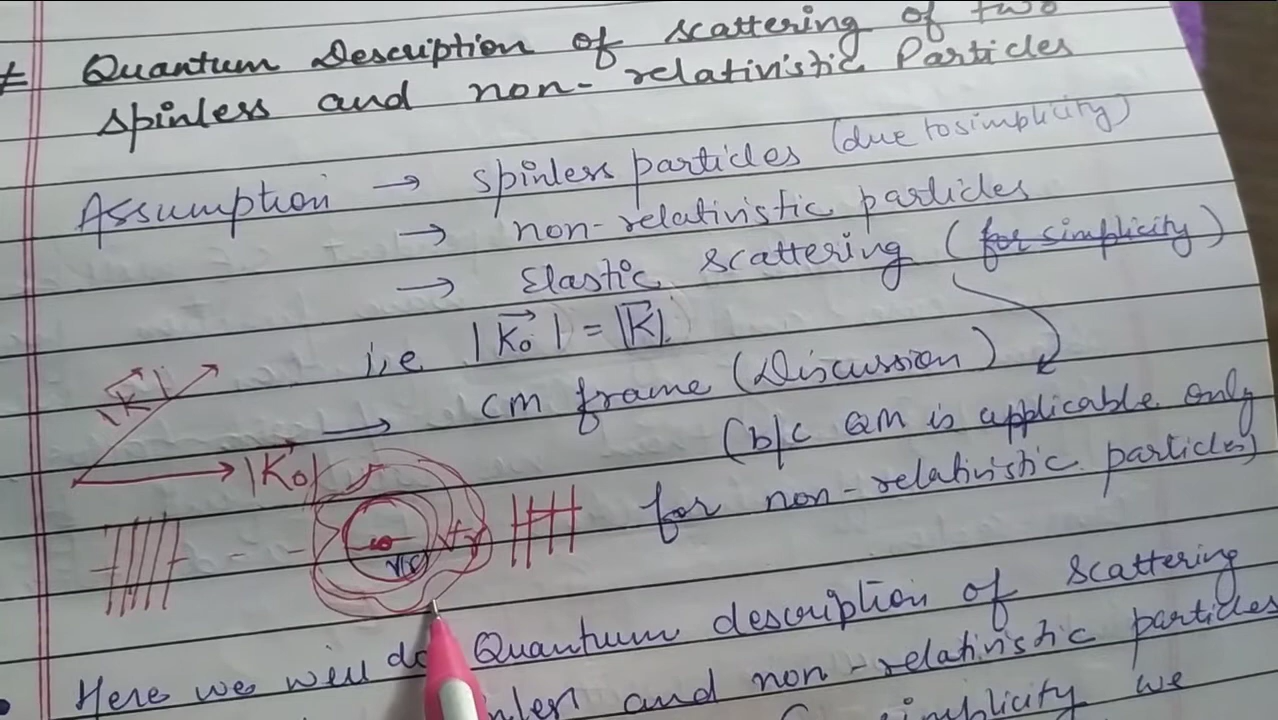 ≠ Quantum Description of scattering of two
spinless and non-relativistic Particles
Assumption → spinless particles (due to simplicity)
→ non-relativistic particles
→ Elastic scattering (for simplicity)
i.e |K₀| = |K|
→ CM frame (Discussion)
(b/c QM is applicable only
for non-relativistic particles)
|K|
|K₀|
V(r)
Here we will do Quantum description of scattering
and non-relativistic particles
we